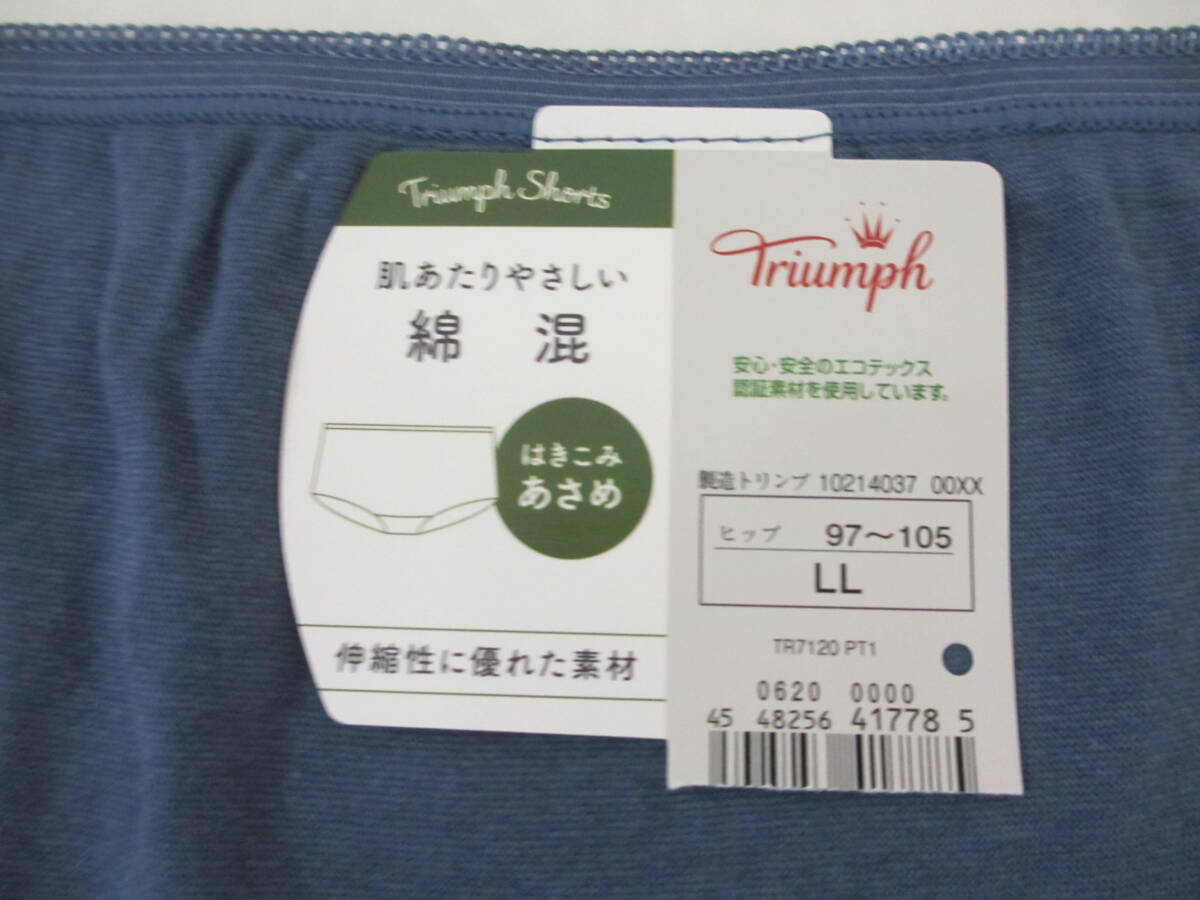 Triumph Shorts
肌あたりやさしい
綿 混
はきこみ
あさめ
伸縮性に優れた素材
Triumph
安心・安全のエコテックス
認証素材を使用しています。
製造トリンプ 10214037 00XX
ヒップ 97～105
LL
TR7120 PT1
0620 0000
45 48256 41778 5